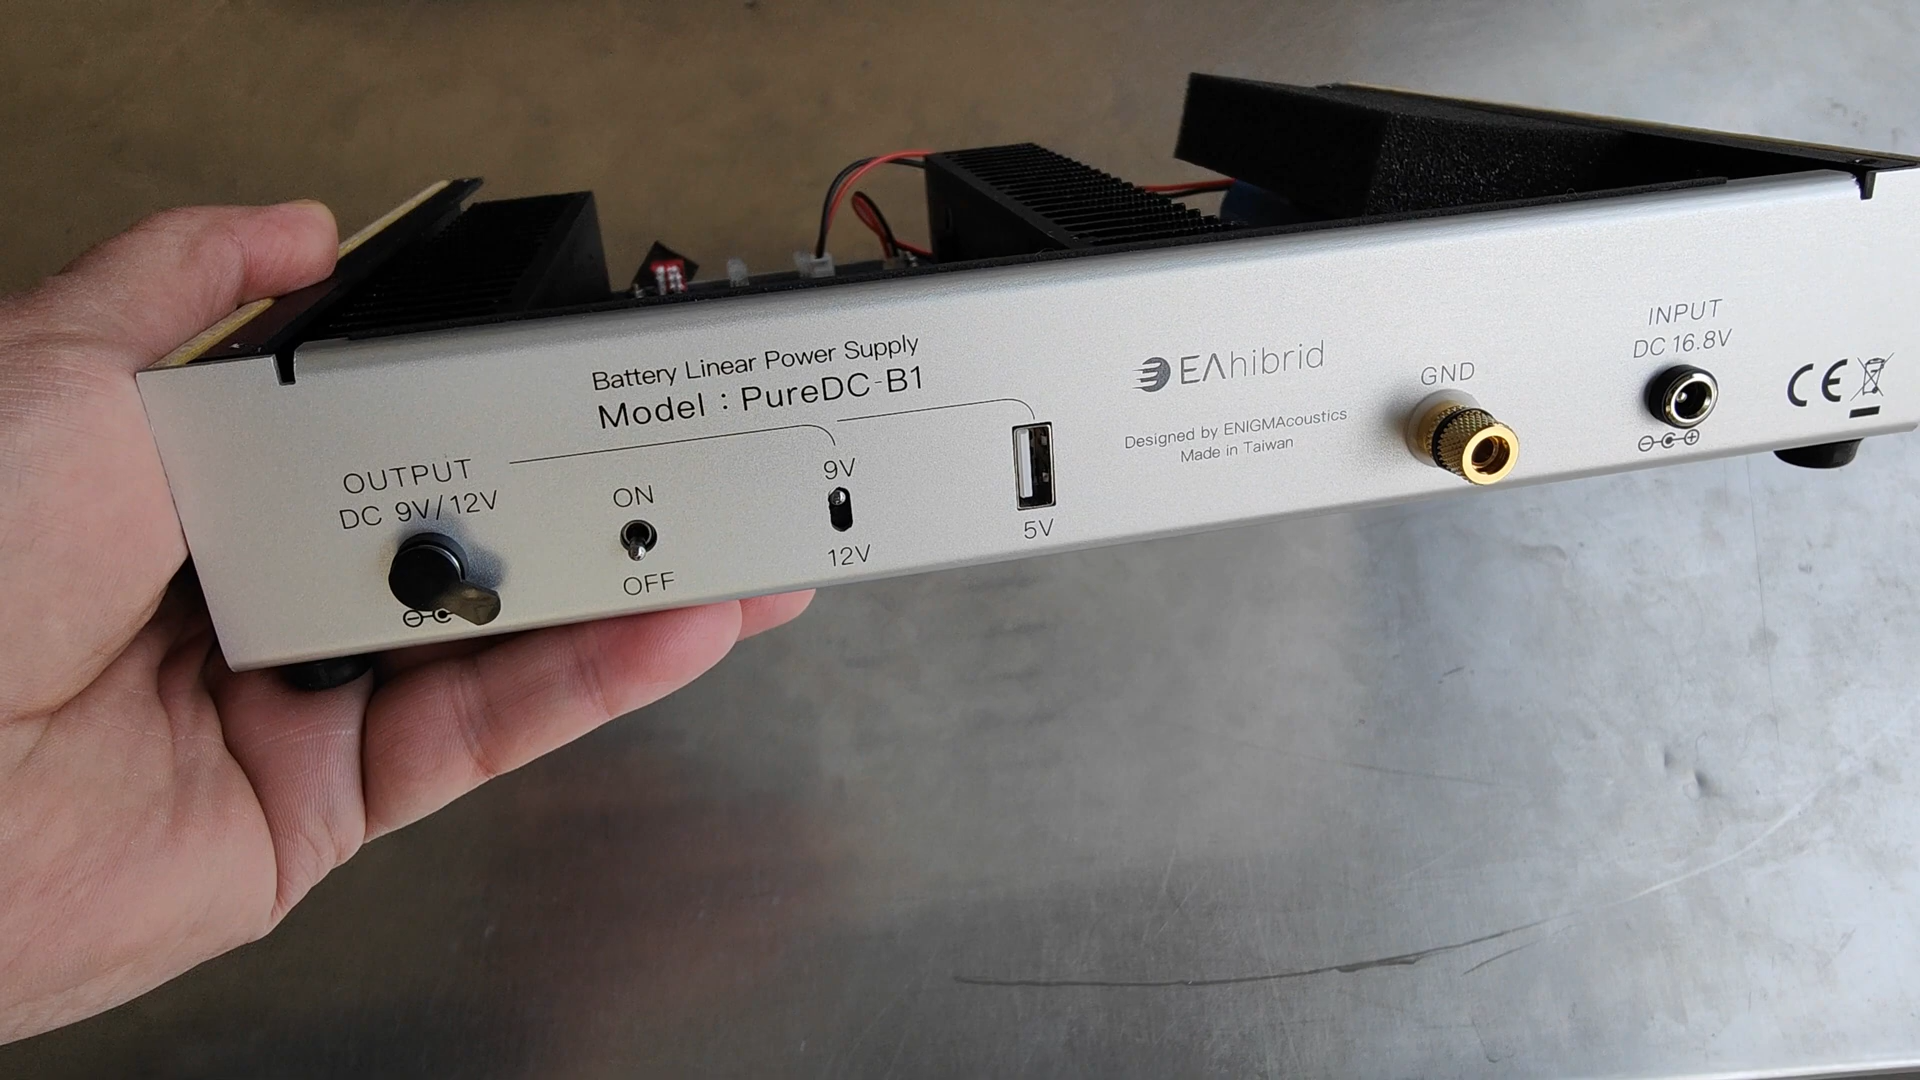 Battery Linear Power Supply
Model : PureDC-B1
OUTPUT
DC 9V/12V
ON
OFF
9V
12V
5V
EAhibrid
Designed by ENIGMAcoustics
Made in Taiwan
GND
INPUT
DC 16.8V
CE